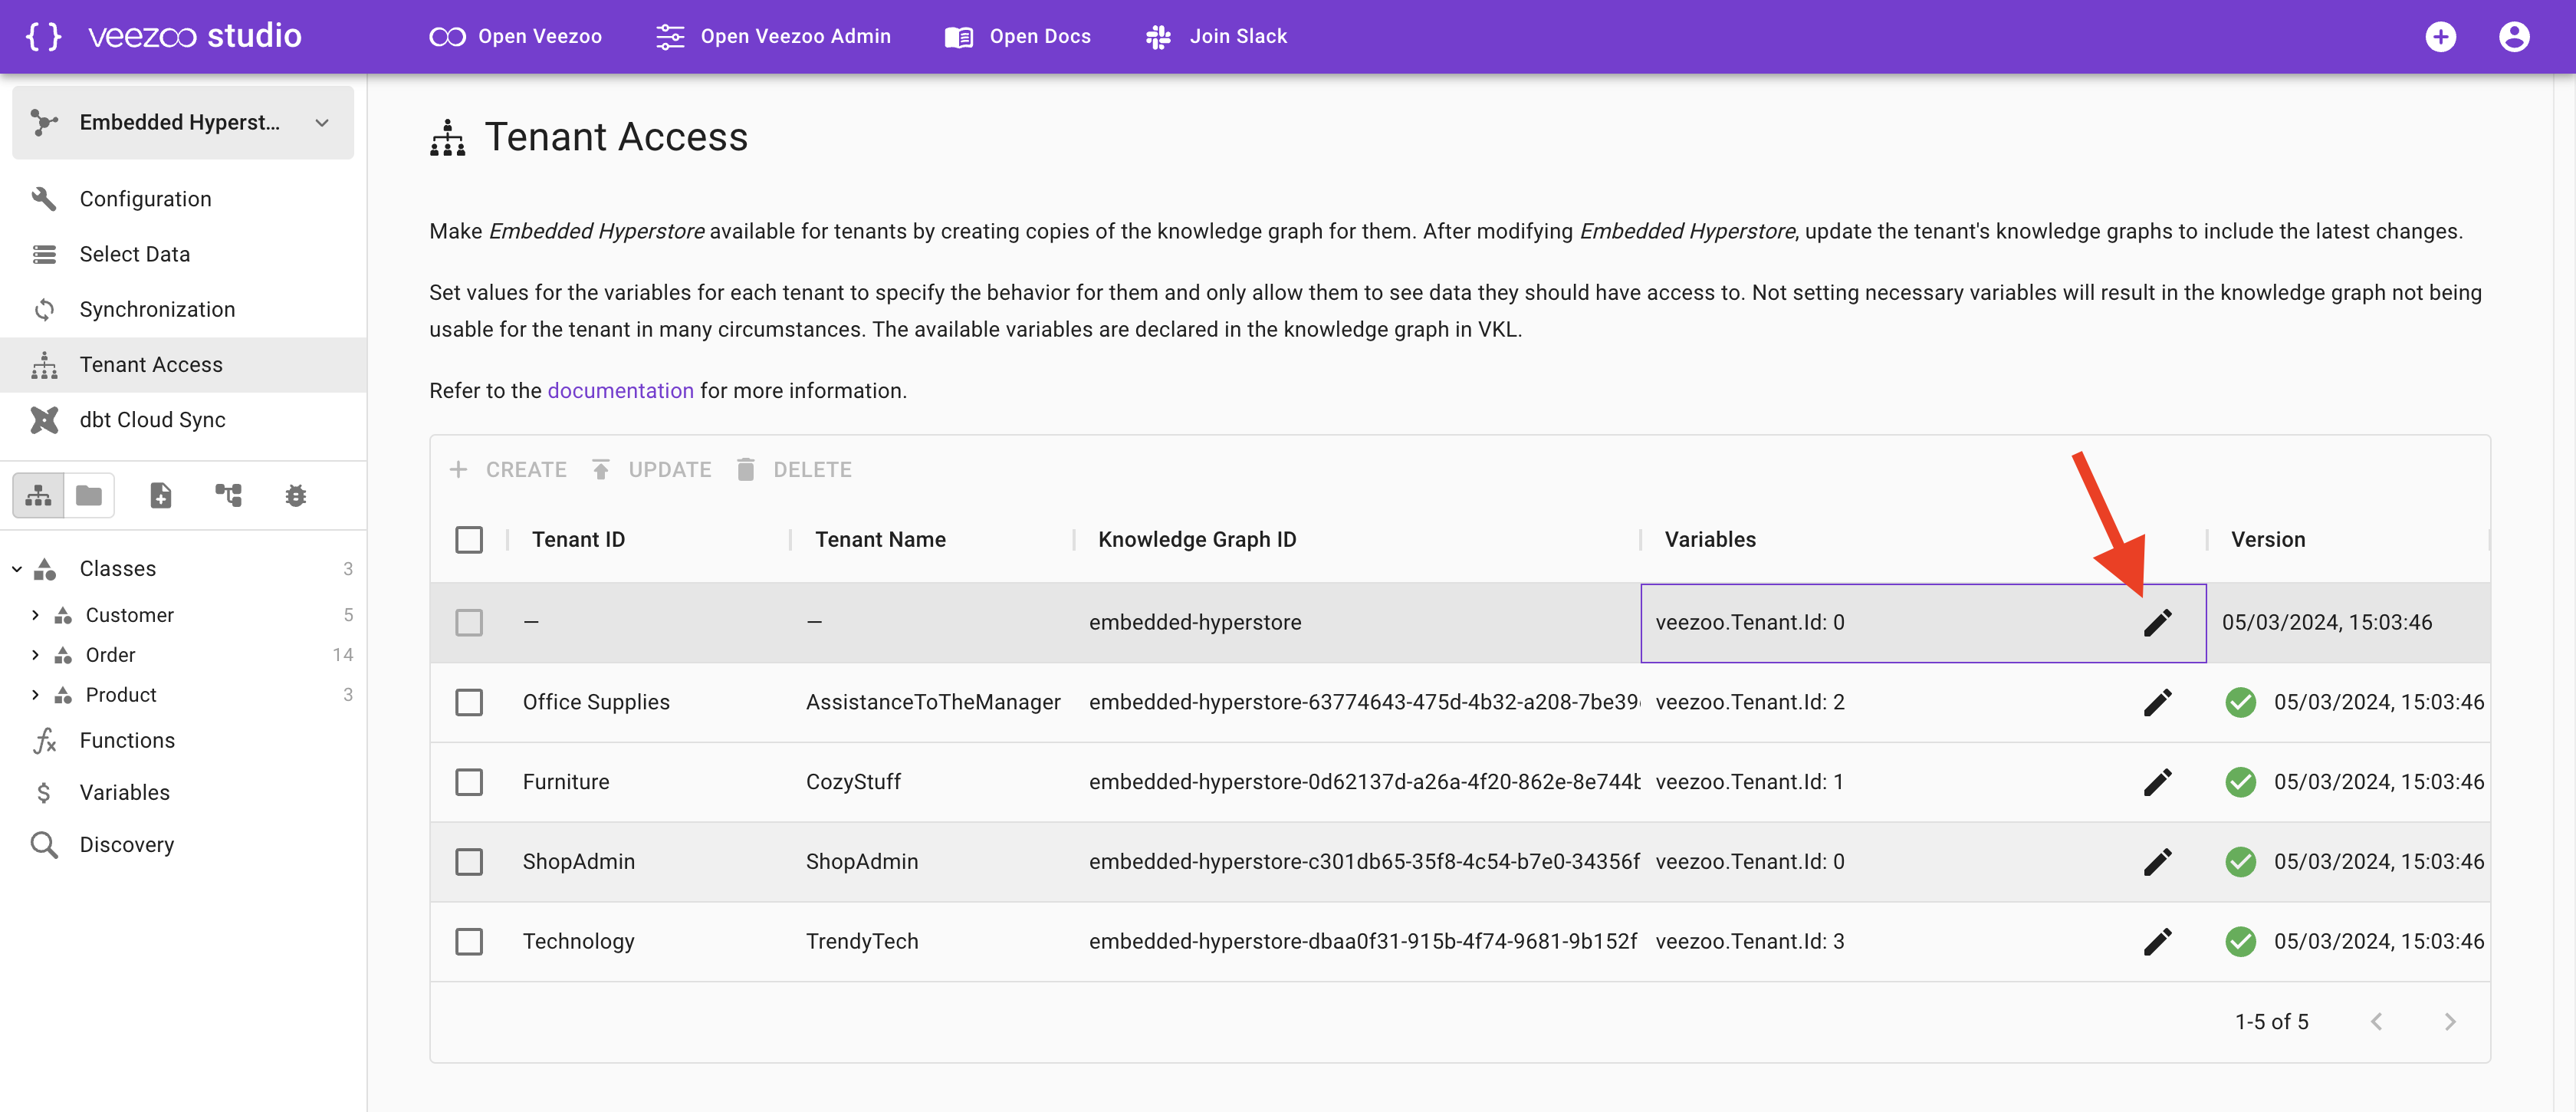 { } veezoo studio
Open Veezoo
Open Veezoo Admin
Open Docs
Join Slack
Embedded Hyperst...
Configuration
Select Data
Synchronization
Tenant Access
dbt Cloud Sync
Classes 3
Customer 5
Order 14
Product 3
Functions
Variables
Discovery
Tenant Access
Make Embedded Hyperstore available for tenants by creating copies of the knowledge graph for them. After modifying Embedded Hyperstore, update the tenant's knowledge graphs to include the latest changes.
Set values for the variables for each tenant to specify the behavior for them and only allow them to see data they should have access to. Not setting necessary variables will result in the knowledge graph not being
usable for the tenant in many circumstances. The available variables are declared in the knowledge graph in VKL.
Refer to the documentation for more information.
CREATE UPDATE DELETE
Tenant ID Tenant Name Knowledge Graph ID Variables Version
— — embedded-hyperstore veezoo.Tenant.Id: 0 05/03/2024, 15:03:46
Office Supplies AssistanceToTheManager embedded-hyperstore-63774643-475d-4b32-a208-7be39 veezoo.Tenant.Id: 2 05/03/2024, 15:03:46
Furniture CozyStuff embedded-hyperstore-0d62137d-a26a-4f20-862e-8e744b veezoo.Tenant.Id: 1 05/03/2024, 15:03:46
ShopAdmin ShopAdmin embedded-hyperstore-c301db65-35f8-4c54-b7e0-34356f veezoo.Tenant.Id: 0 05/03/2024, 15:03:46
Technology TrendyTech embedded-hyperstore-dbaa0f31-915b-4f74-9681-9b152f veezoo.Tenant.Id: 3 05/03/2024, 15:03:46
1-5 of 5